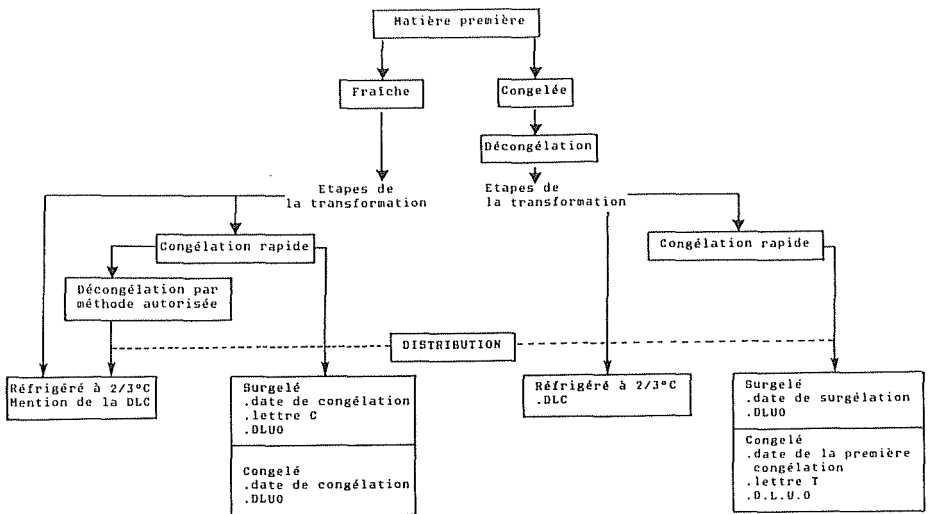 Matière première
Fraîche
Congelée
Décongélation
Etapes de
la transformation
Etapes de
la transformation
Congélation rapide
Congélation rapide
Décongélation par
méthode autorisée
DISTRIBUTION
Réfrigéré à 2/3°C
Mention de la DLC
Surgelé
.date de congélation
.lettre C
.DLUO
Congelé
.date de congélation
.DLUO
Réfrigéré à 2/3°C
.DLC
Surgelé
.date de surgélation
.DLUO
Congelé
.date de la première
congélation
.lettre T
.D.L.U.O